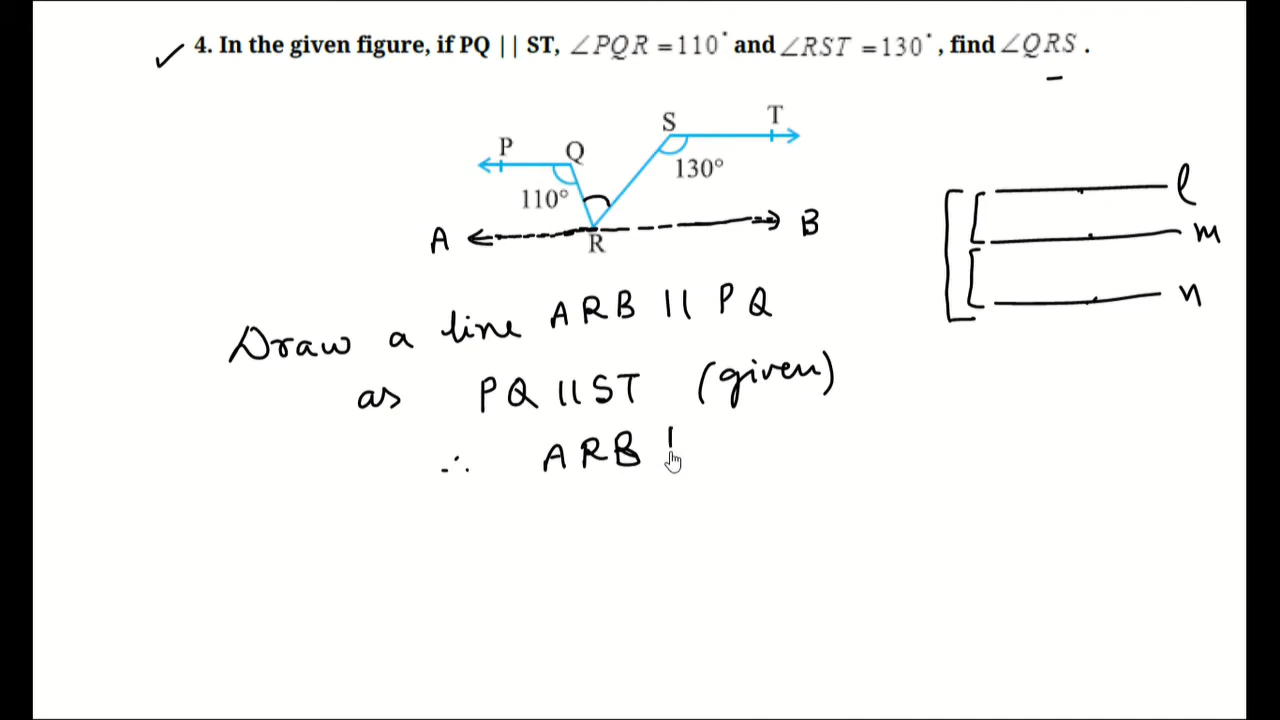 4. In the given figure, if PQ || ST, ∠PQR = 110° and ∠RST = 130°, find ∠QRS.
S T
P Q
130°
110°
A R B
l
m
n
Draw a line ARB || PQ
as PQ || ST (given)
∴ ARB |